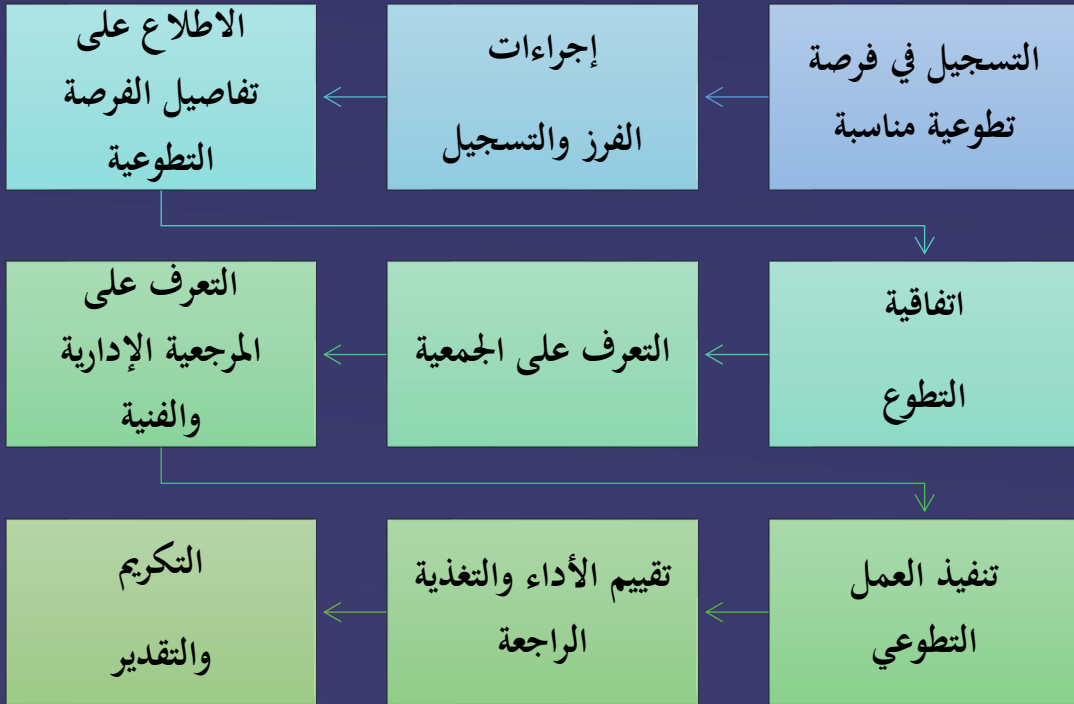 التسجيل في فرصة
تطوعية مناسبة
إجراءات
الفرز والتسجيل
الاطلاع على
تفاصيل الفرصة
التطوعية
اتفاقية
التطوع
التعرف على الجمعية
التعرف على
المرجعية الإدارية
والفنية
تنفيذ العمل
التطوعي
تقييم الأداء والتغذية
الراجعة
التكريم
والتقدير